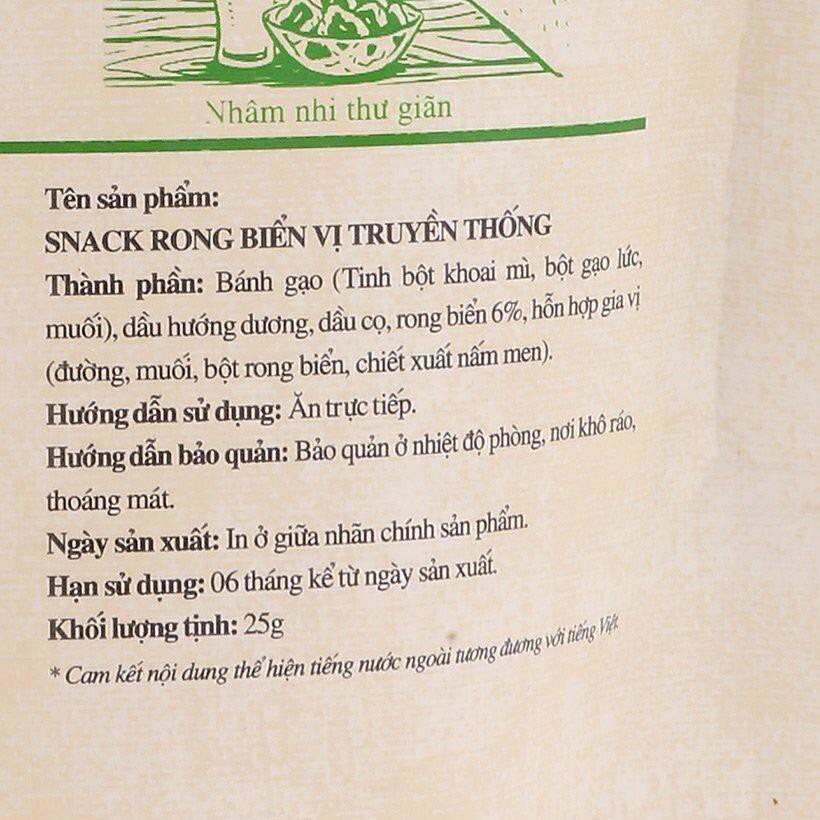 Nhâm nhi thư giãn
Tên sản phẩm:
SNACK RONG BIỂN VỊ TRUYỀN THỐNG
Thành phần: Bánh gạo (Tinh bột khoai mì, bột gạo lức,
muối), dầu hướng dương, dầu cọ, rong biển 6%, hỗn hợp gia vị
(đường, muối, bột rong biển, chiết xuất nấm men).
Hướng dẫn sử dụng: Ăn trực tiếp.
Hướng dẫn bảo quản: Bảo quản ở nhiệt độ phòng, nơi khô ráo,
thoáng mát.
Ngày sản xuất: In ở giữa nhãn chính sản phẩm.
Hạn sử dụng: 06 tháng kể từ ngày sản xuất.
Khối lượng tịnh: 25g
* Cam kết nội dung thể hiện tiếng nước ngoài tương đương với tiếng Việt.